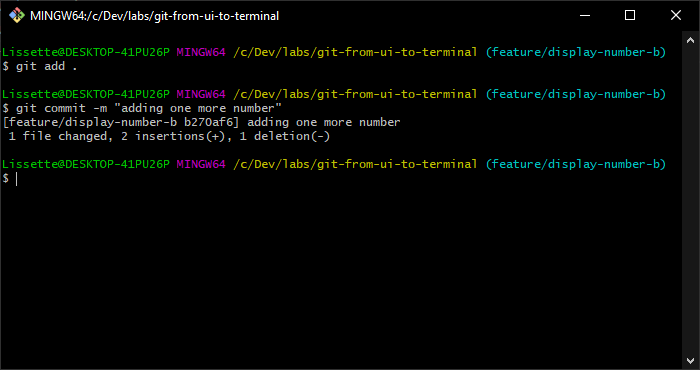 MINGW64:/c/Dev/labs/git-from-ui-to-terminal
Lissette@DESKTOP-41PU26P MINGW64 /c/Dev/labs/git-from-ui-to-terminal (feature/display-number-b)
$ git add .
Lissette@DESKTOP-41PU26P MINGW64 /c/Dev/labs/git-from-ui-to-terminal (feature/display-number-b)
$ git commit -m "adding one more number"
[feature/display-number-b b270af6] adding one more number
1 file changed, 2 insertions(+), 1 deletion(-)
Lissette@DESKTOP-41PU26P MINGW64 /c/Dev/labs/git-from-ui-to-terminal (feature/display-number-b)
$